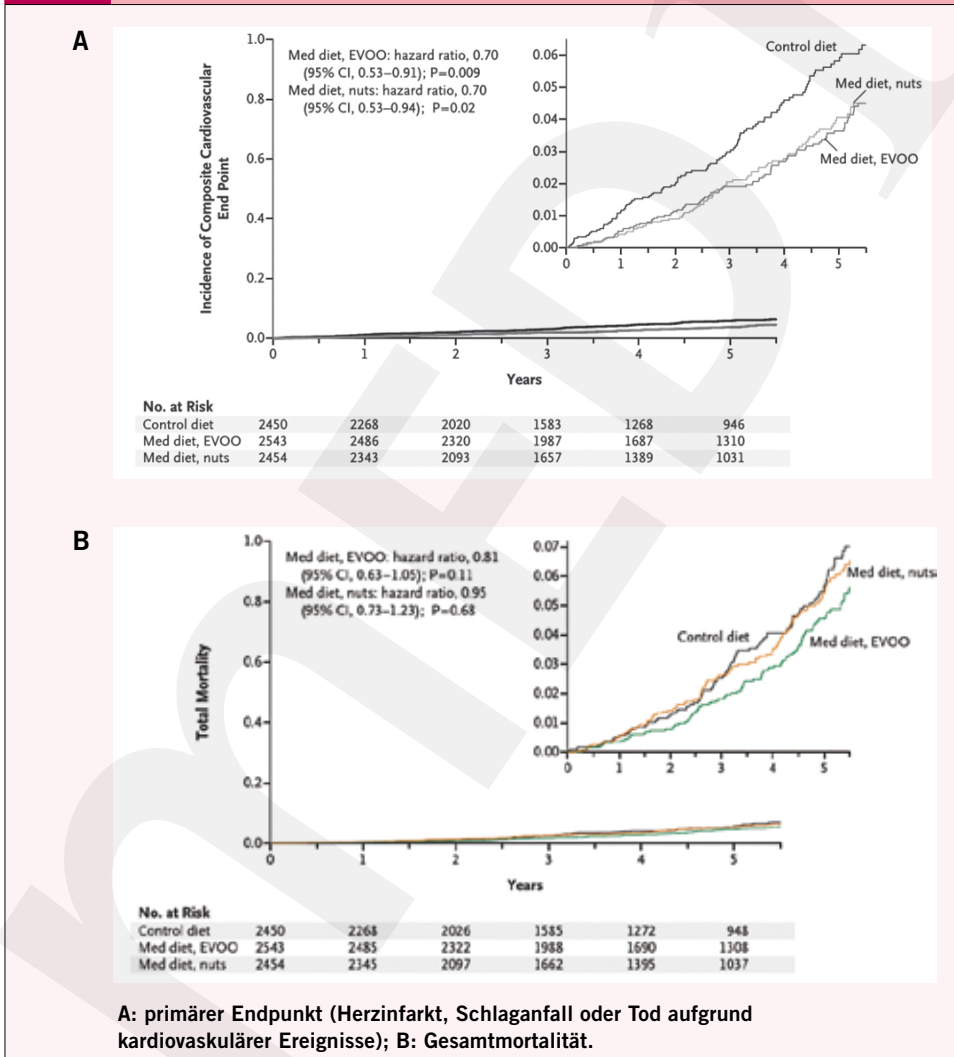 A
Med diet, EVOO: hazard ratio, 0.70
(95% CI, 0.53–0.91); P=0.009
Med diet, nuts: hazard ratio, 0.70
(95% CI, 0.53–0.94); P=0.02
Incidence of Composite Cardiovascular
End Point
1.0
0.8
0.6
0.4
0.2
0.0
0 1 2 3 4 5
Years
0.06
0.05
0.04
0.03
0.02
0.01
0.00
0 1 2 3 4 5
Control diet
Med diet, nuts
Med diet, EVOO
No. at Risk
Control diet 2450 2268 2020 1583 1268 946
Med diet, EVOO 2543 2486 2320 1987 1687 1310
Med diet, nuts 2454 2343 2093 1657 1389 1031
B
Med diet, EVOO: hazard ratio, 0.81
(95% CI, 0.63–1.05); P=0.11
Med diet, nuts: hazard ratio, 0.95
(95% CI, 0.73–1.23); P=0.68
Total Mortality
1.0
0.8
0.6
0.4
0.2
0.0
0 1 2 3 4 5
Years
0.07
0.06
0.05
0.04
0.03
0.02
0.01
0.00
0 1 2 3 4 5
Med diet, nuts
Control diet
Med diet, EVOO
No. at Risk
Control diet 2450 2268 2026 1585 1272 948
Med diet, EVOO 2543 2485 2322 1988 1690 1308
Med diet, nuts 2454 2345 2097 1662 1395 1037
A: primärer Endpunkt (Herzinfarkt, Schlaganfall oder Tod aufgrund
kardiovaskulärer Ereignisse); B: Gesamtmortalität.